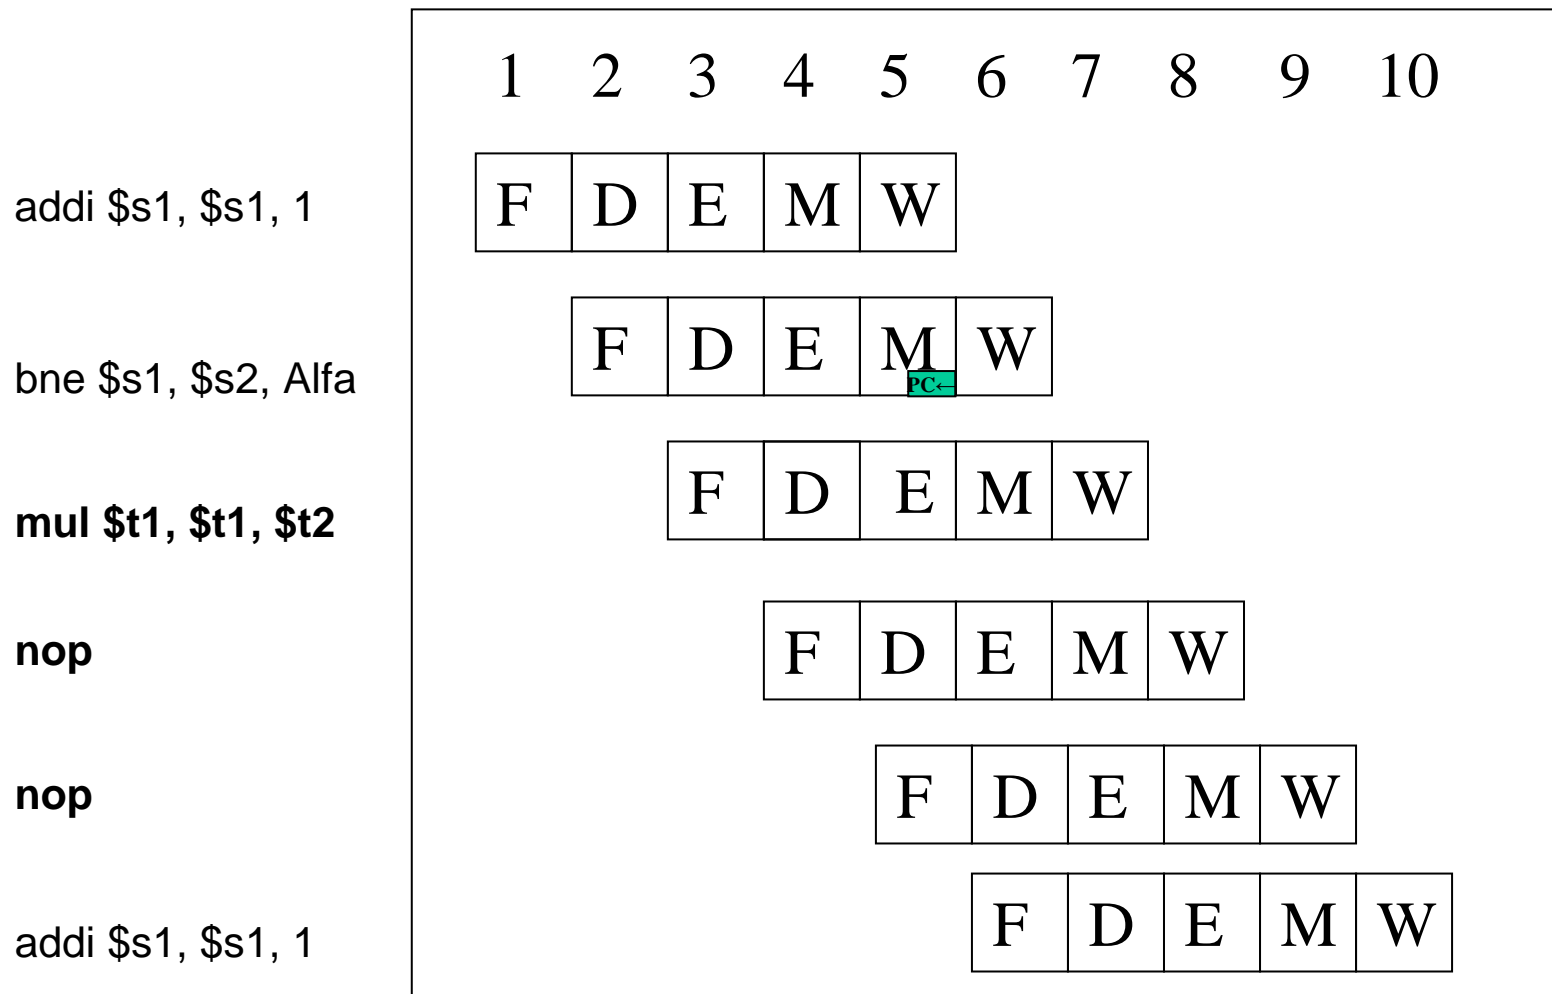 1 2 3 4 5 6 7 8 9 10
addi $s1, $s1, 1 F D E M W
bne $s1, $s2, Alfa F D E M W
PC←
mul $t1, $t1, $t2 F D E M W
nop F D E M W
nop F D E M W
addi $s1, $s1, 1 F D E M W